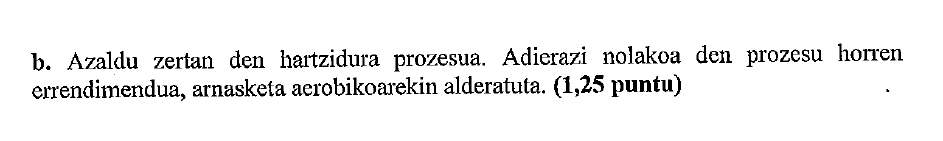 b. Azaldu zertan den hartzidura prozesua. Adierazi nolakoa den prozesu horren
errendimendua, arnasketa aerobikoarekin alderatuta. (1,25 puntu)